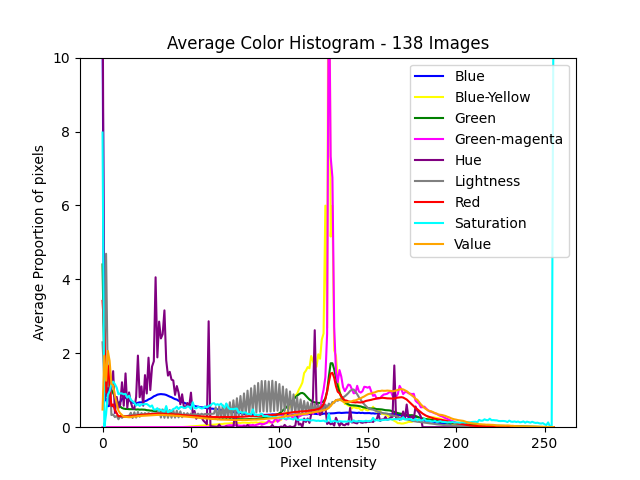 Average Color Histogram - 138 Images
Average Proportion of pixels
10
8
6
4
2
0
0
50
100
150
200
250
Pixel Intensity
Blue
Blue-Yellow
Green
Green-magenta
Hue
Lightness
Red
Saturation
Value